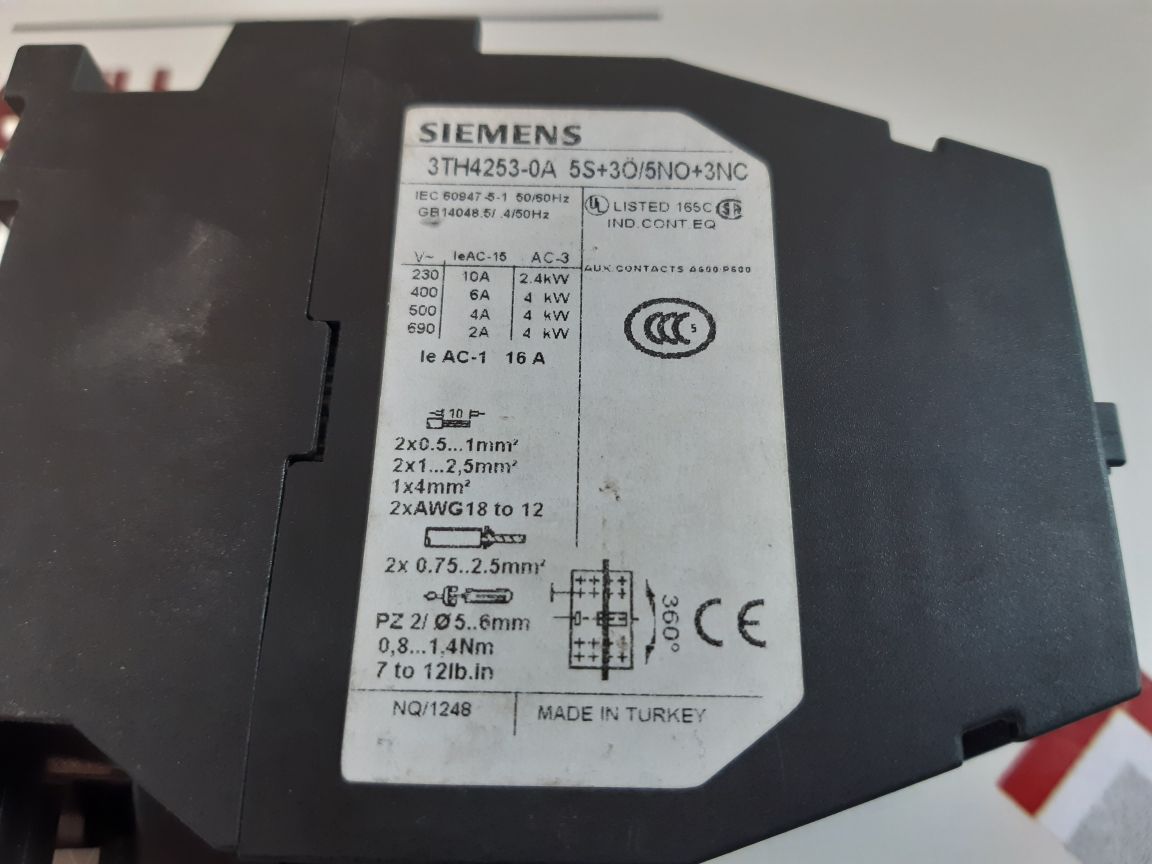 SIEMENS
3TH4253-0A 5S+3Ö/5NO+3NC
IEC 60947-5-1 50/60Hz
GB14048.5/ .4/50Hz
UL LISTED 165C SA
IND.CONT.EQ
AUX.CONTACTS A600 P600
V~ IeAC-15 AC-3
230 10A 2.4kW
400 6A 4 kW
500 4A 4 kW
690 2A 4 kW
Ie AC-1 16 A
CCC S
10
2x0.5...1mm²
2x1...2,5mm²
1x4mm²
2xAWG18 to 12
2x 0.75..2.5mm²
PZ 2/ Ø5..6mm
0,8...1,4Nm
7 to 12lb.in
360°
CE
NQ/1248
MADE IN TURKEY